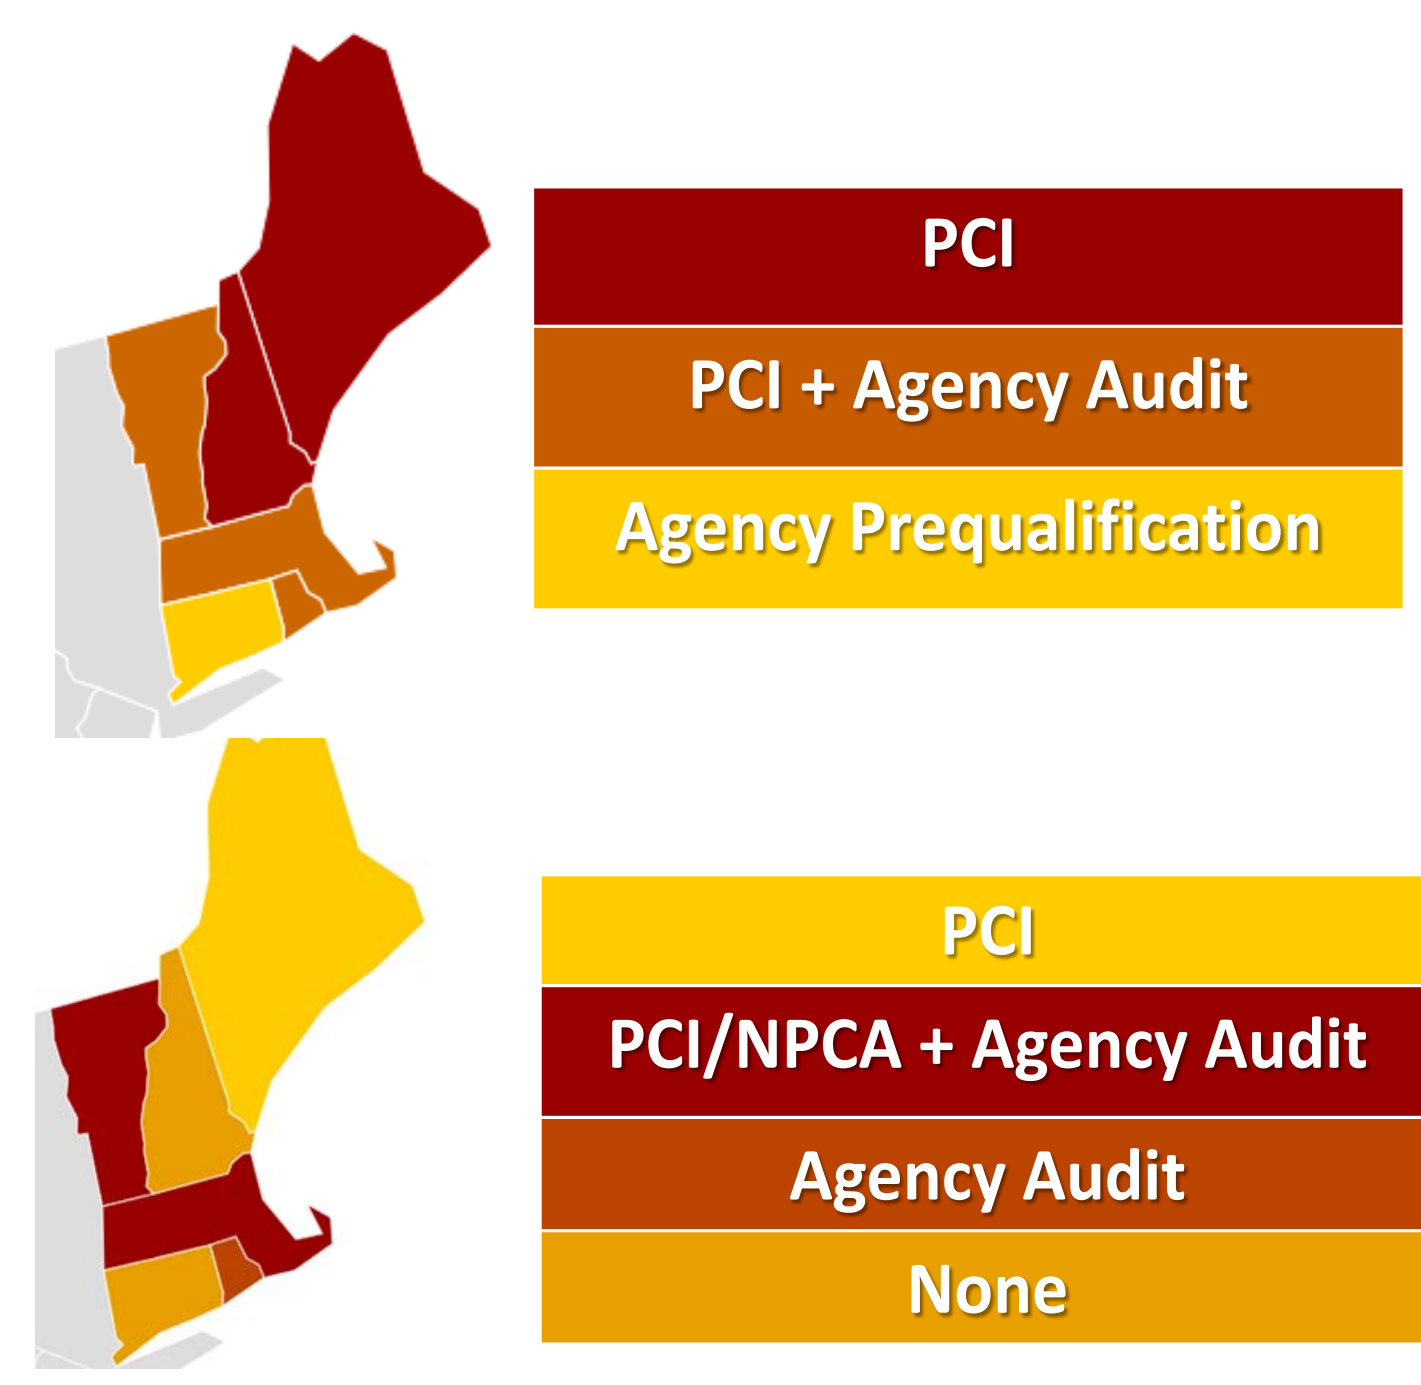 PCI
PCI + Agency Audit
Agency Prequalification
PCI
PCI/NPCA + Agency Audit
Agency Audit
None